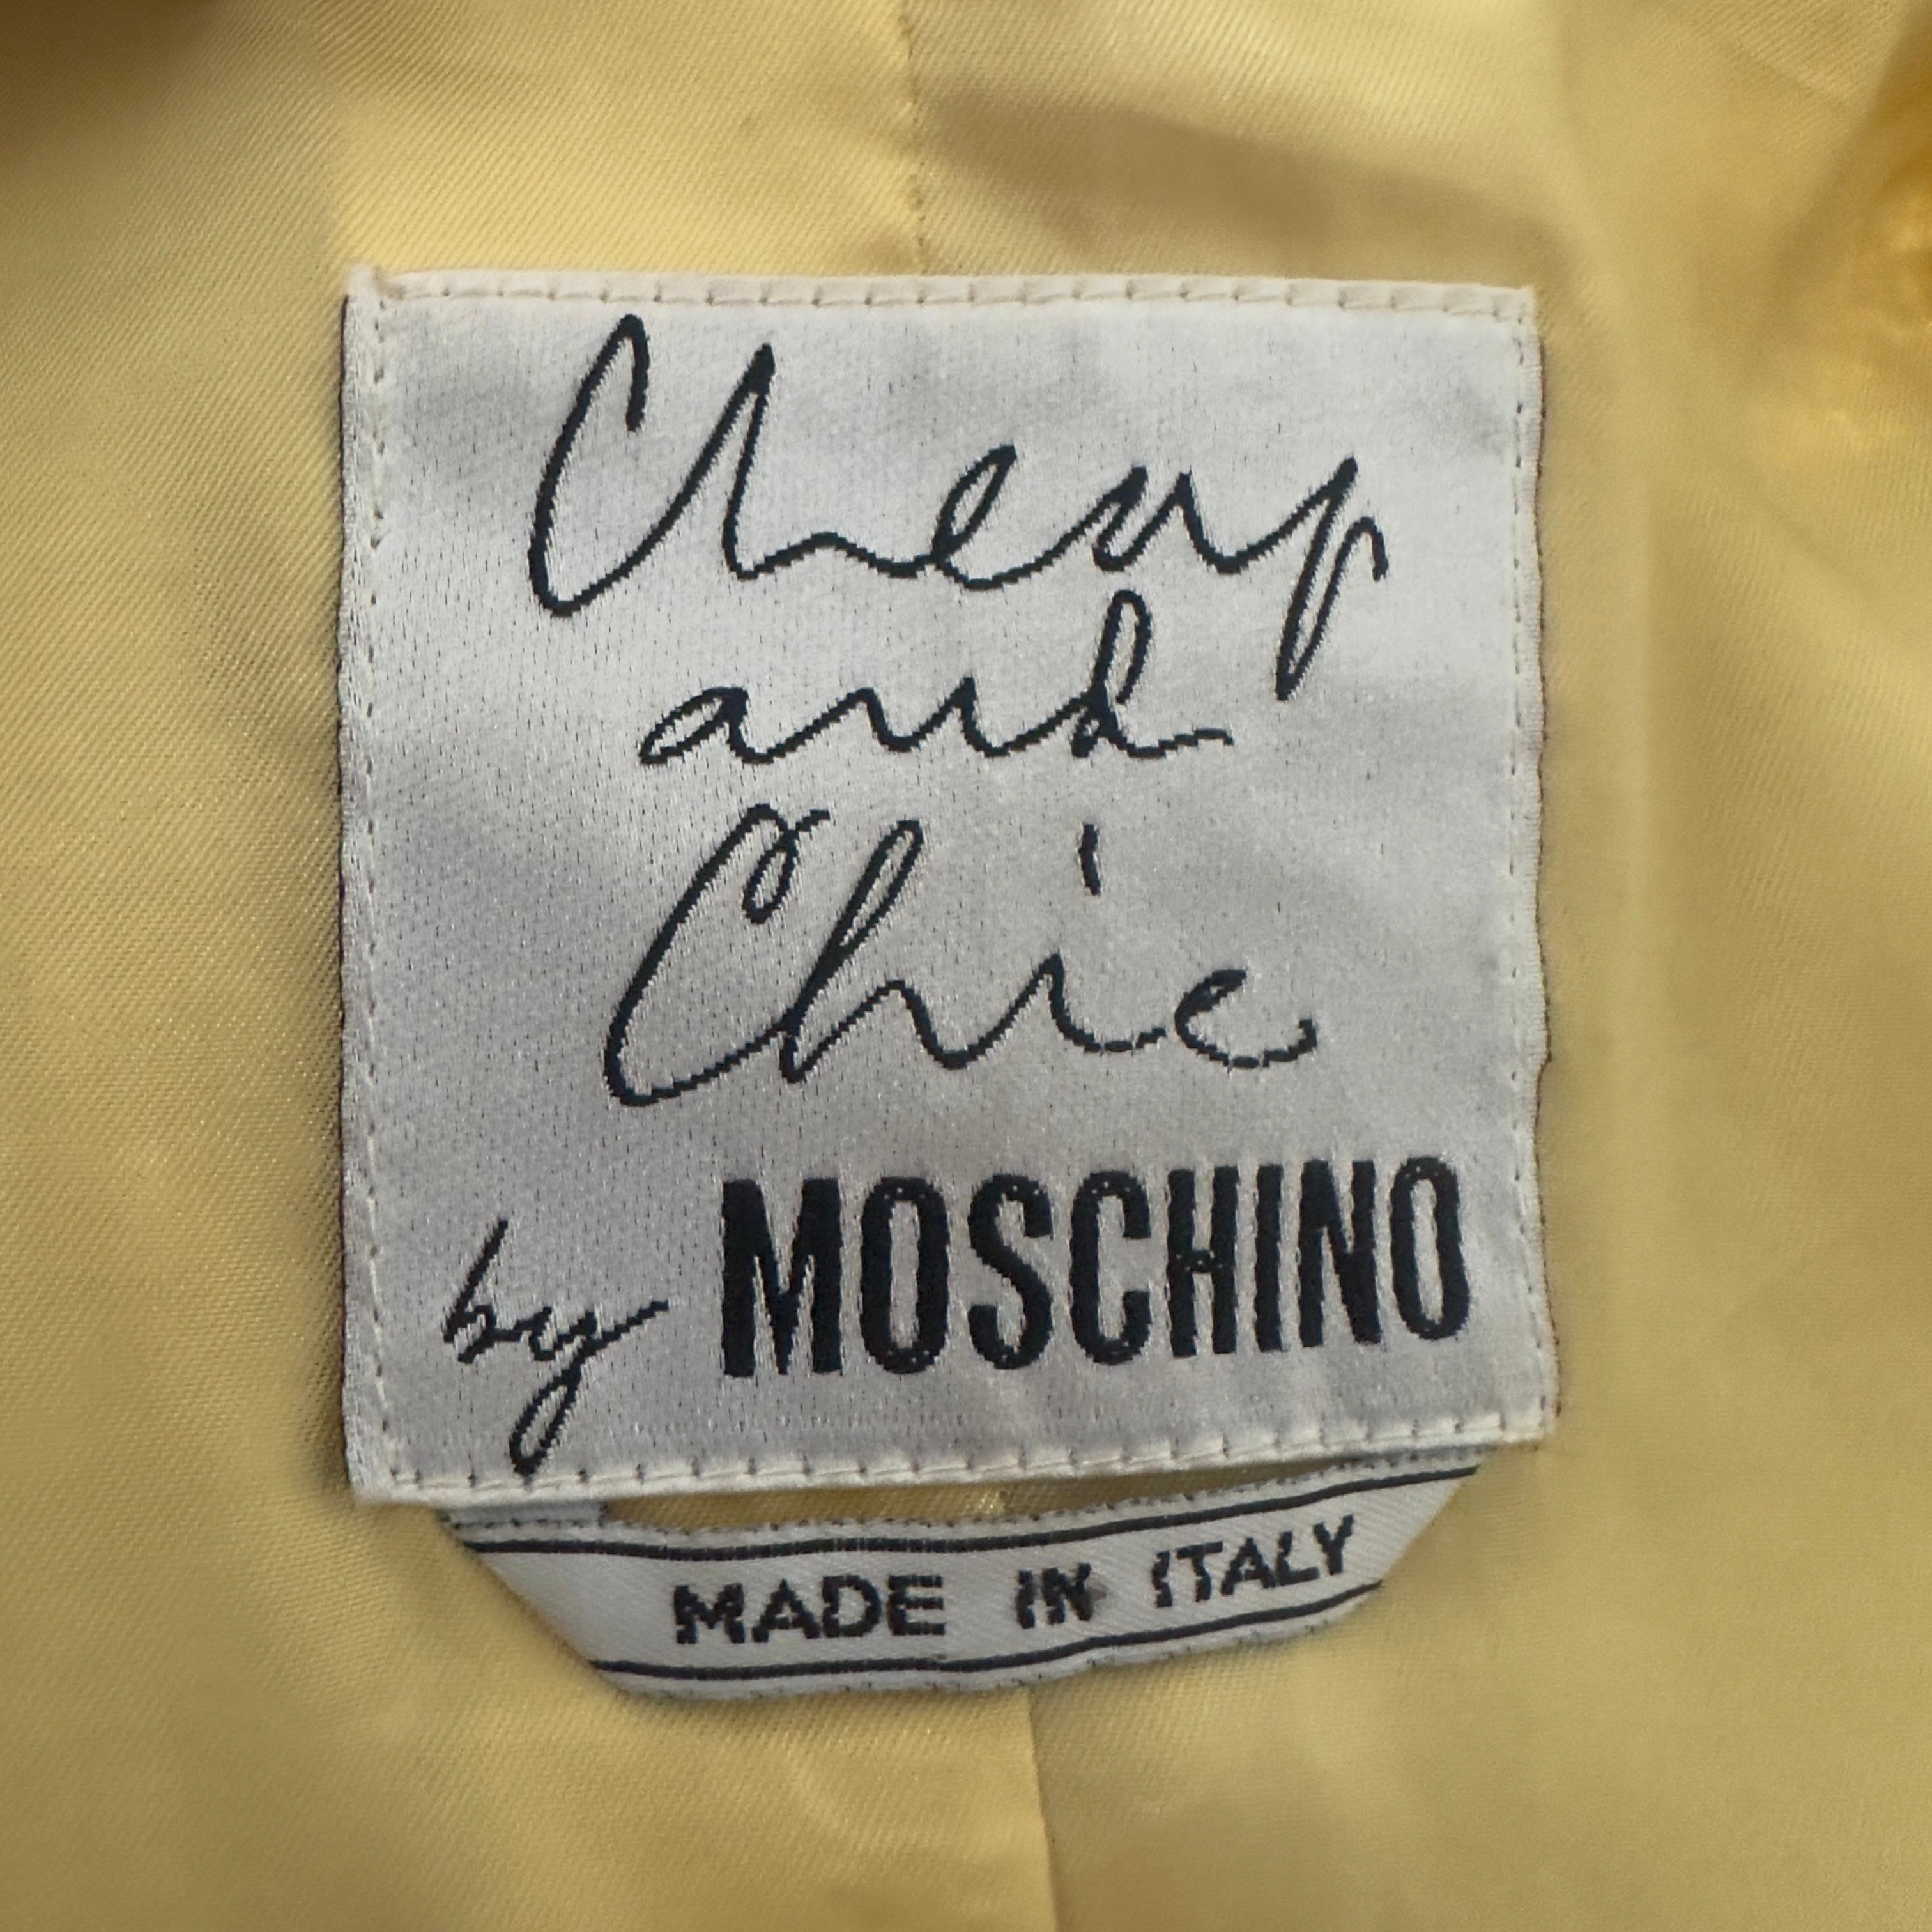 Cheap
and
Chic
by MOSCHINO
MADE IN ITALY